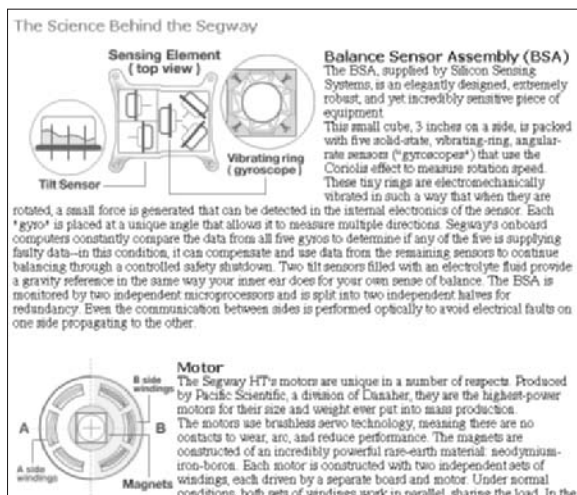 The Science Behind the Segway
Sensing Element
( top view )
Tilt Sensor
Vibrating ring
( gyroscope )
Balance Sensor Assembly (BSA)
The BSA, supplied by Silicon Sensing
Systems, is an elegantly designed, extremely
robust, and yet incredibly sensitive piece of
equipment.
This small cube, 3 inches on a side, is packed
with five solid-state, vibrating-ring, angular-
rate sensors ("gyroscopes") that use the
Coriolis effect to measure rotation speed.
These tiny rings are electromechanically
vibrated in such a way that when they are
rotated, a small force is generated that can be detected in the internal electronics of the sensor. Each
"gyro" is placed at a unique angle that allows it to measure multiple directions. Segway's onboard
computers constantly compare the data from all five gyros to determine if any of the five is supplying
faulty data--in this condition, it can compensate and use data from the remaining sensors to continue
balancing through a controlled safety shutdown. Two tilt sensors filled with an electrolyte fluid provide
a gravity reference in the same way your inner ear does for your own sense of balance. The BSA is
monitored by two independent microprocessors and is split into two independent halves for
redundancy. Even the communication between sides is performed optically to avoid electrical faults on
one side propagating to the other.
B side
windings
A
B
A side
windings
Magnets
Motor
The Segway HT's motors are unique in a number of respects. Produced
by Pacific Scientific, a division of Danaher, they are the highest-power
motors for their size and weight ever put into mass production.
The motors use brushless servo technology, meaning there are no
contacts to wear, arc, and reduce performance. The magnets are
constructed of an incredibly powerful rare-earth material: neodymium-
iron-boron. Each motor is constructed with two independent sets of
windings, each driven by a separate board and motor. Under normal
conditions, both sets of windings work in parallel, sharing the load. In the